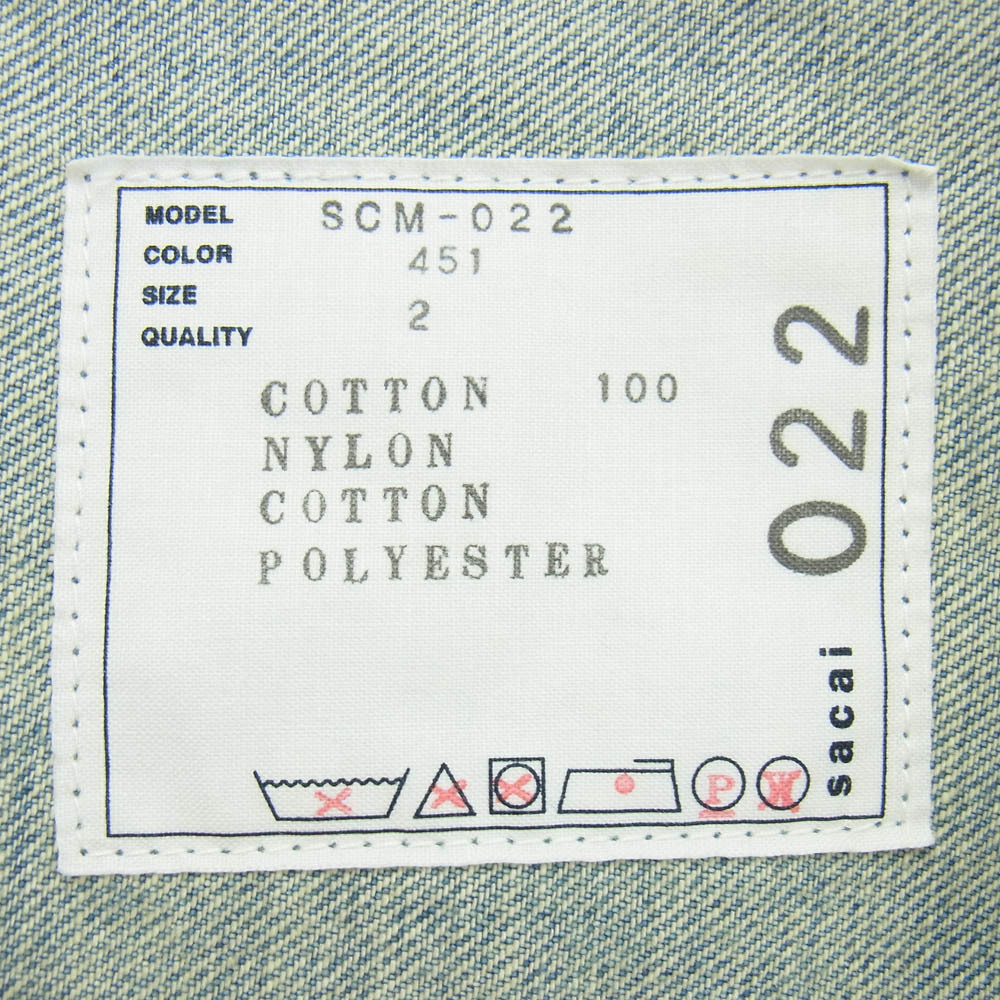 MODEL SCM-022
COLOR 451
SIZE 2
QUALITY
COTTON 100
NYLON
COTTON
POLYESTER
022
sacai
P W